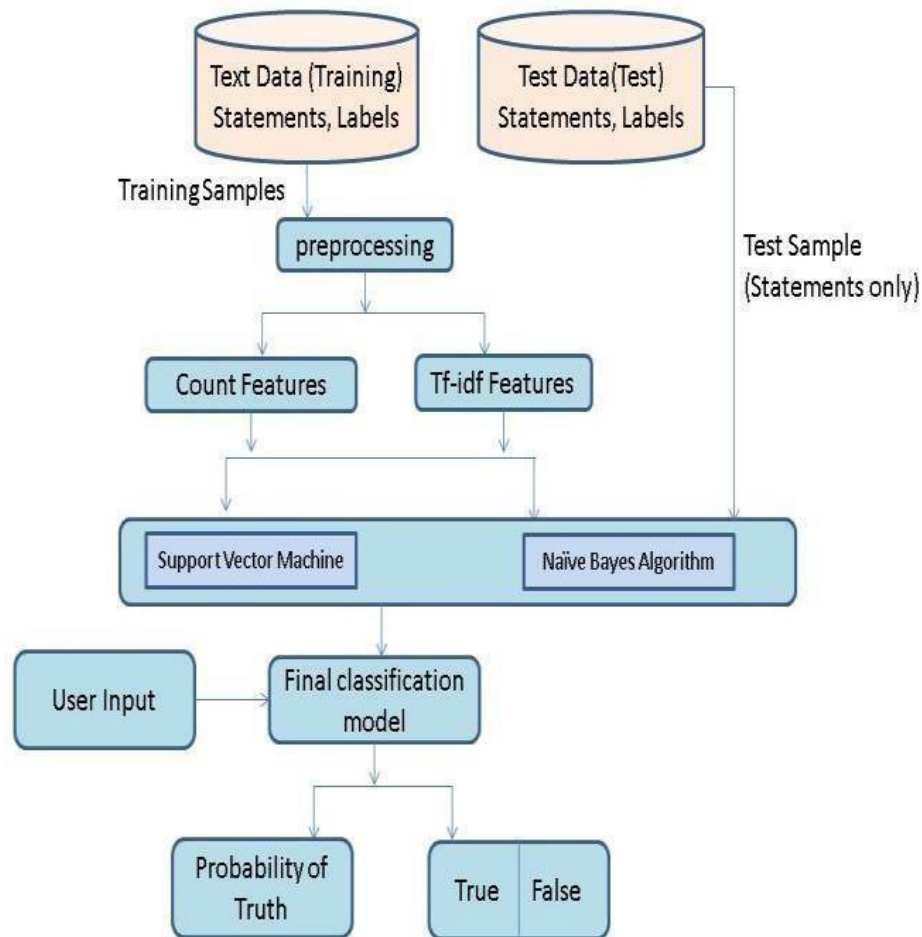 Text Data (Training)
Statements, Labels
Test Data(Test)
Statements, Labels
Training Samples
preprocessing
Test Sample
(Statements only)
Count Features
Tf-idf Features
Support Vector Machine
Naïve Bayes Algorithm
User Input
Final classification
model
Probability of
Truth
True
False